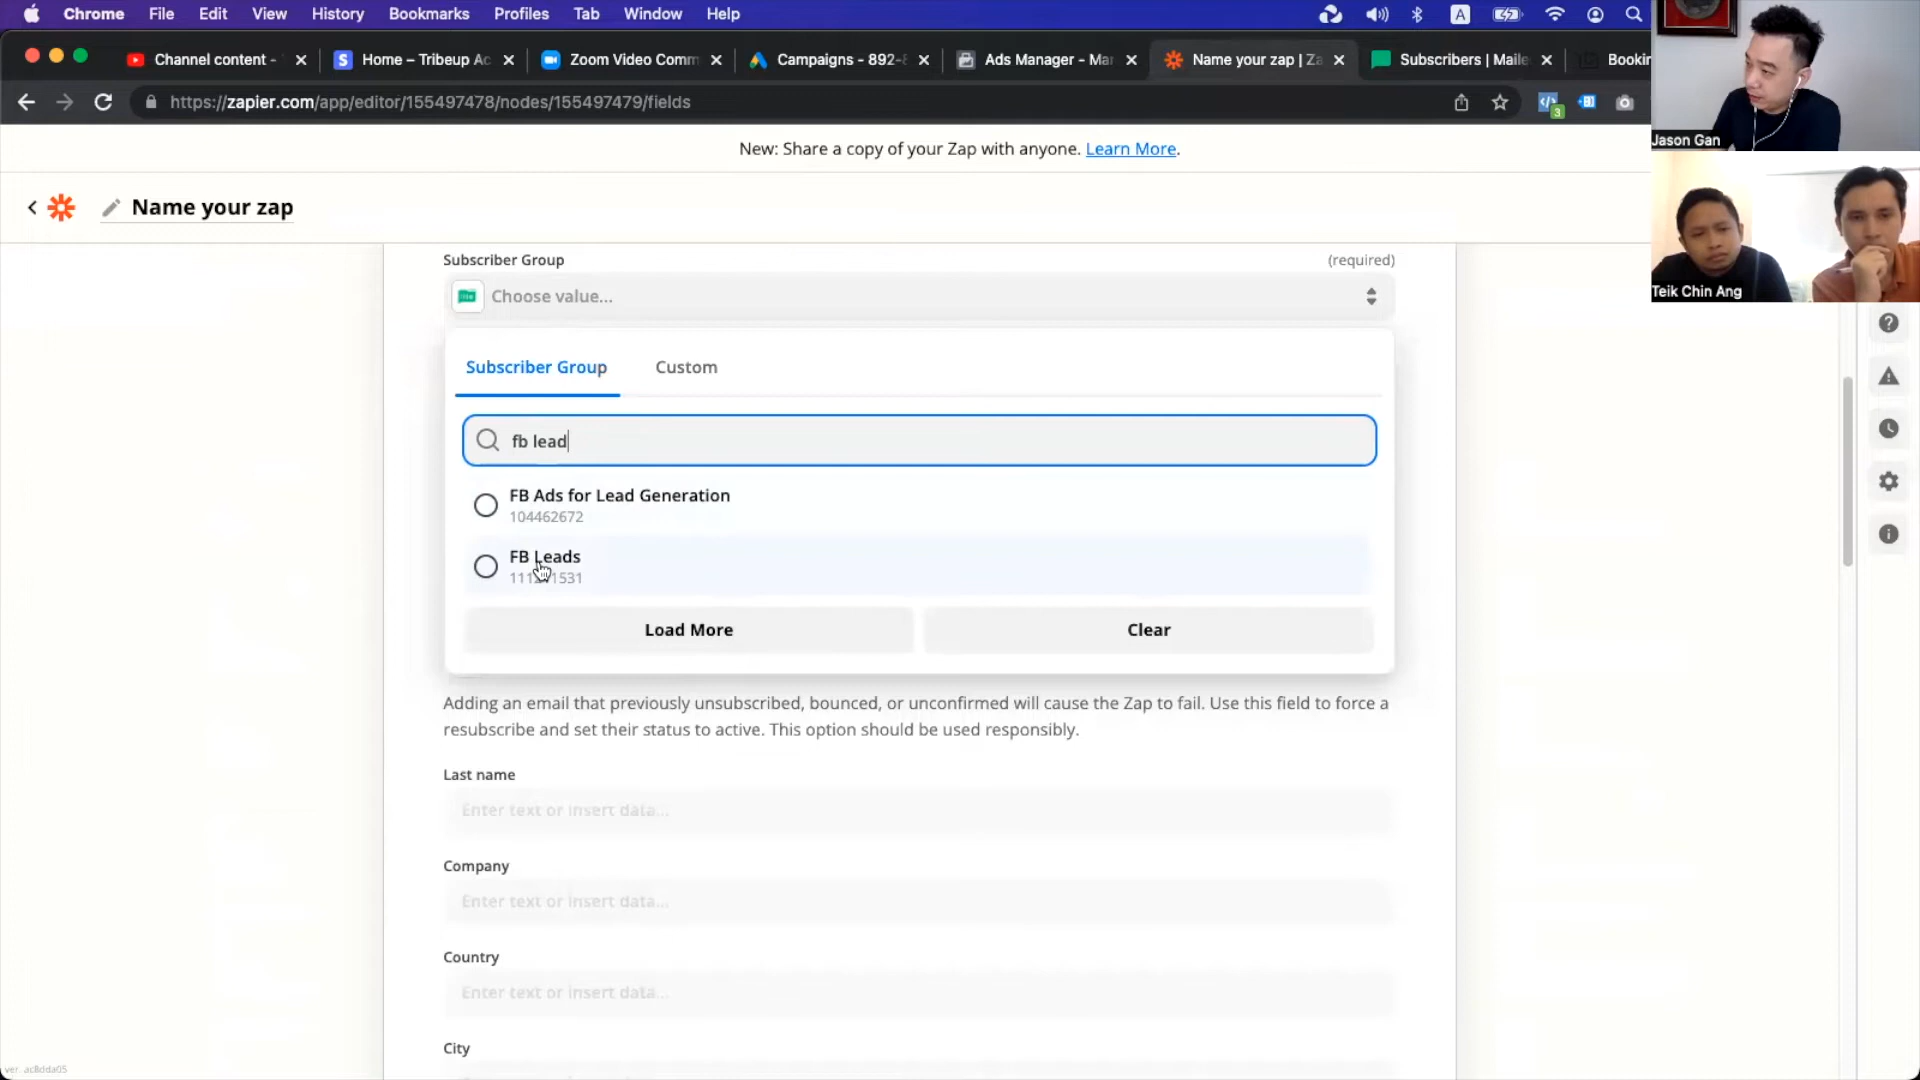 Chrome File Edit View History Bookmarks Profiles Tab Window Help A
Channel content - Home – Tribeup Ac Zoom Video Comm Campaigns - 892- Ads Manager - Ma Name your zap | Za Subscribers | Maile Bookin
https://zapier.com/app/editor/155497478/nodes/155497479/fields
3
Jason Gan
New: Share a copy of your Zap with anyone. Learn More.
Name your zap
Teik Chin Ang
Subscriber Group (required)
Choose value...
Subscriber Group Custom
fb lead
FB Ads for Lead Generation
104462672
FB Leads
Load More Clear
Adding an email that previously unsubscribed, bounced, or unconfirmed will cause the Zap to fail. Use this field to force a
resubscribe and set their status to active. This option should be used responsibly.
Last name
Enter text or insert data...
Company
Enter text or insert data...
Country
Enter text or insert data...
City